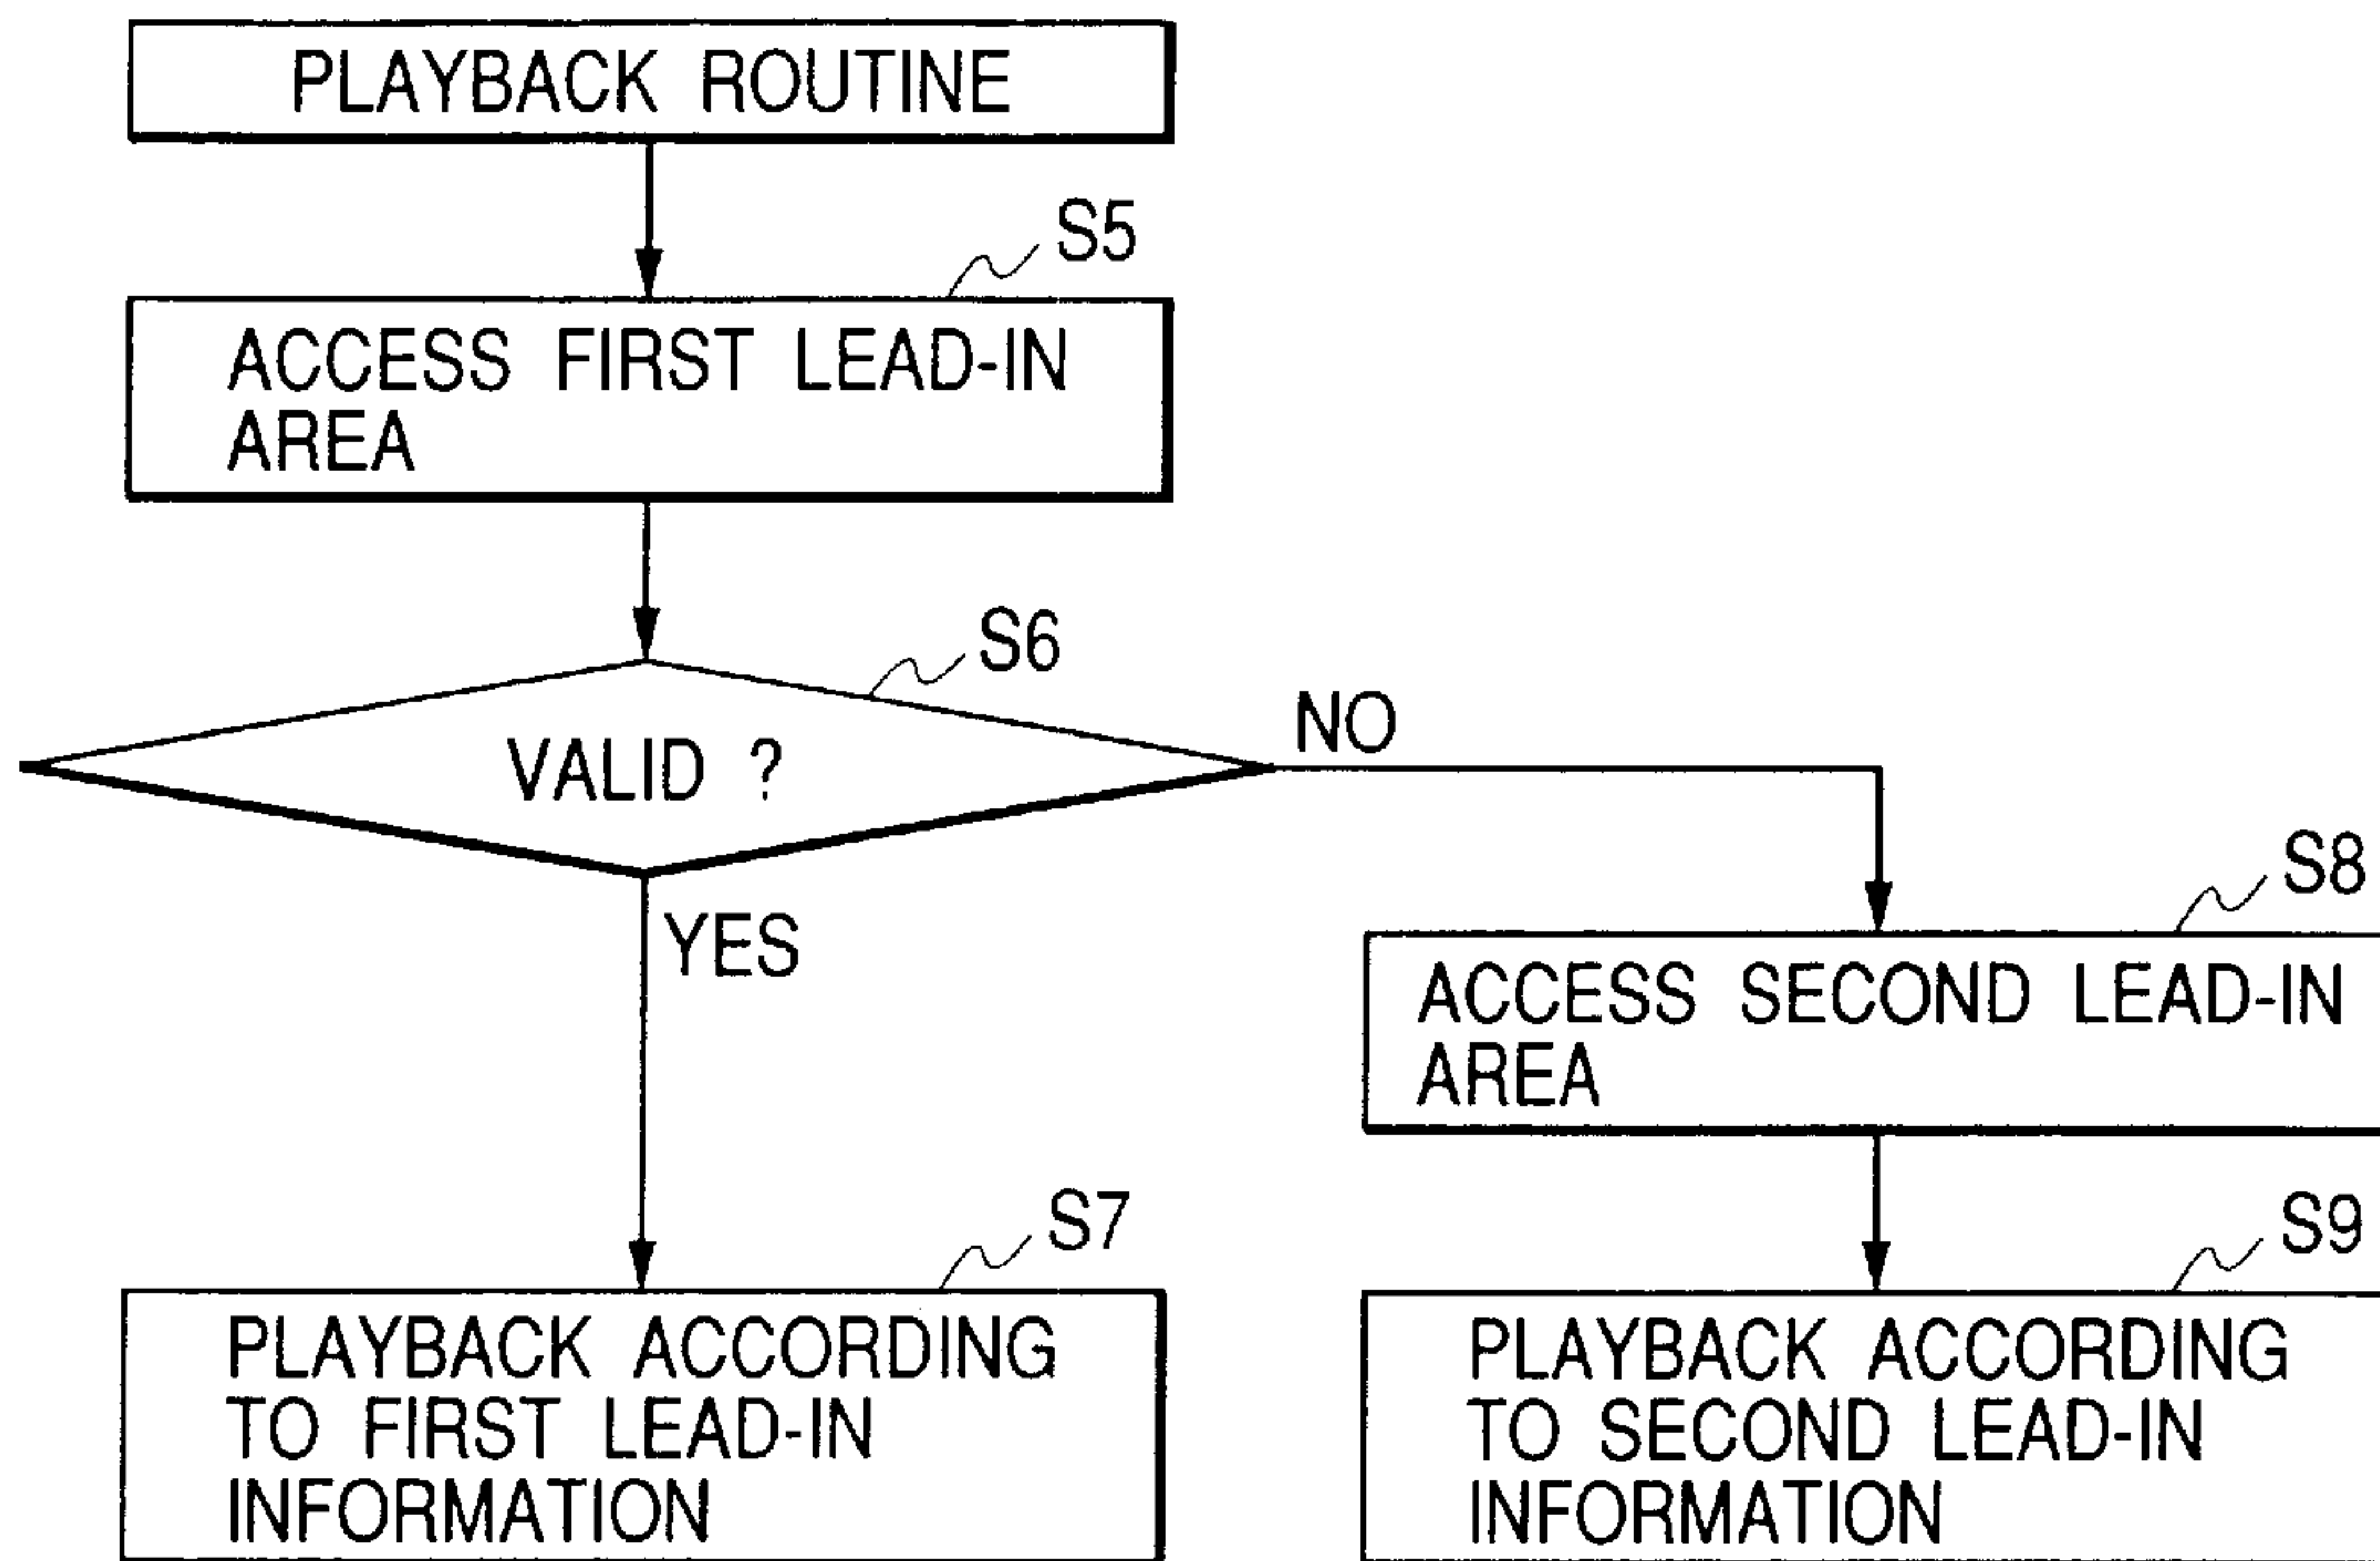 PLAYBACK ROUTINE
S5
ACCESS FIRST LEAD-IN
AREA
S6
VALID ?
NO
YES
S8
ACCESS SECOND LEAD-IN
AREA
S7
PLAYBACK ACCORDING
TO FIRST LEAD-IN
INFORMATION
S9
PLAYBACK ACCORDING
TO SECOND LEAD-IN
INFORMATION